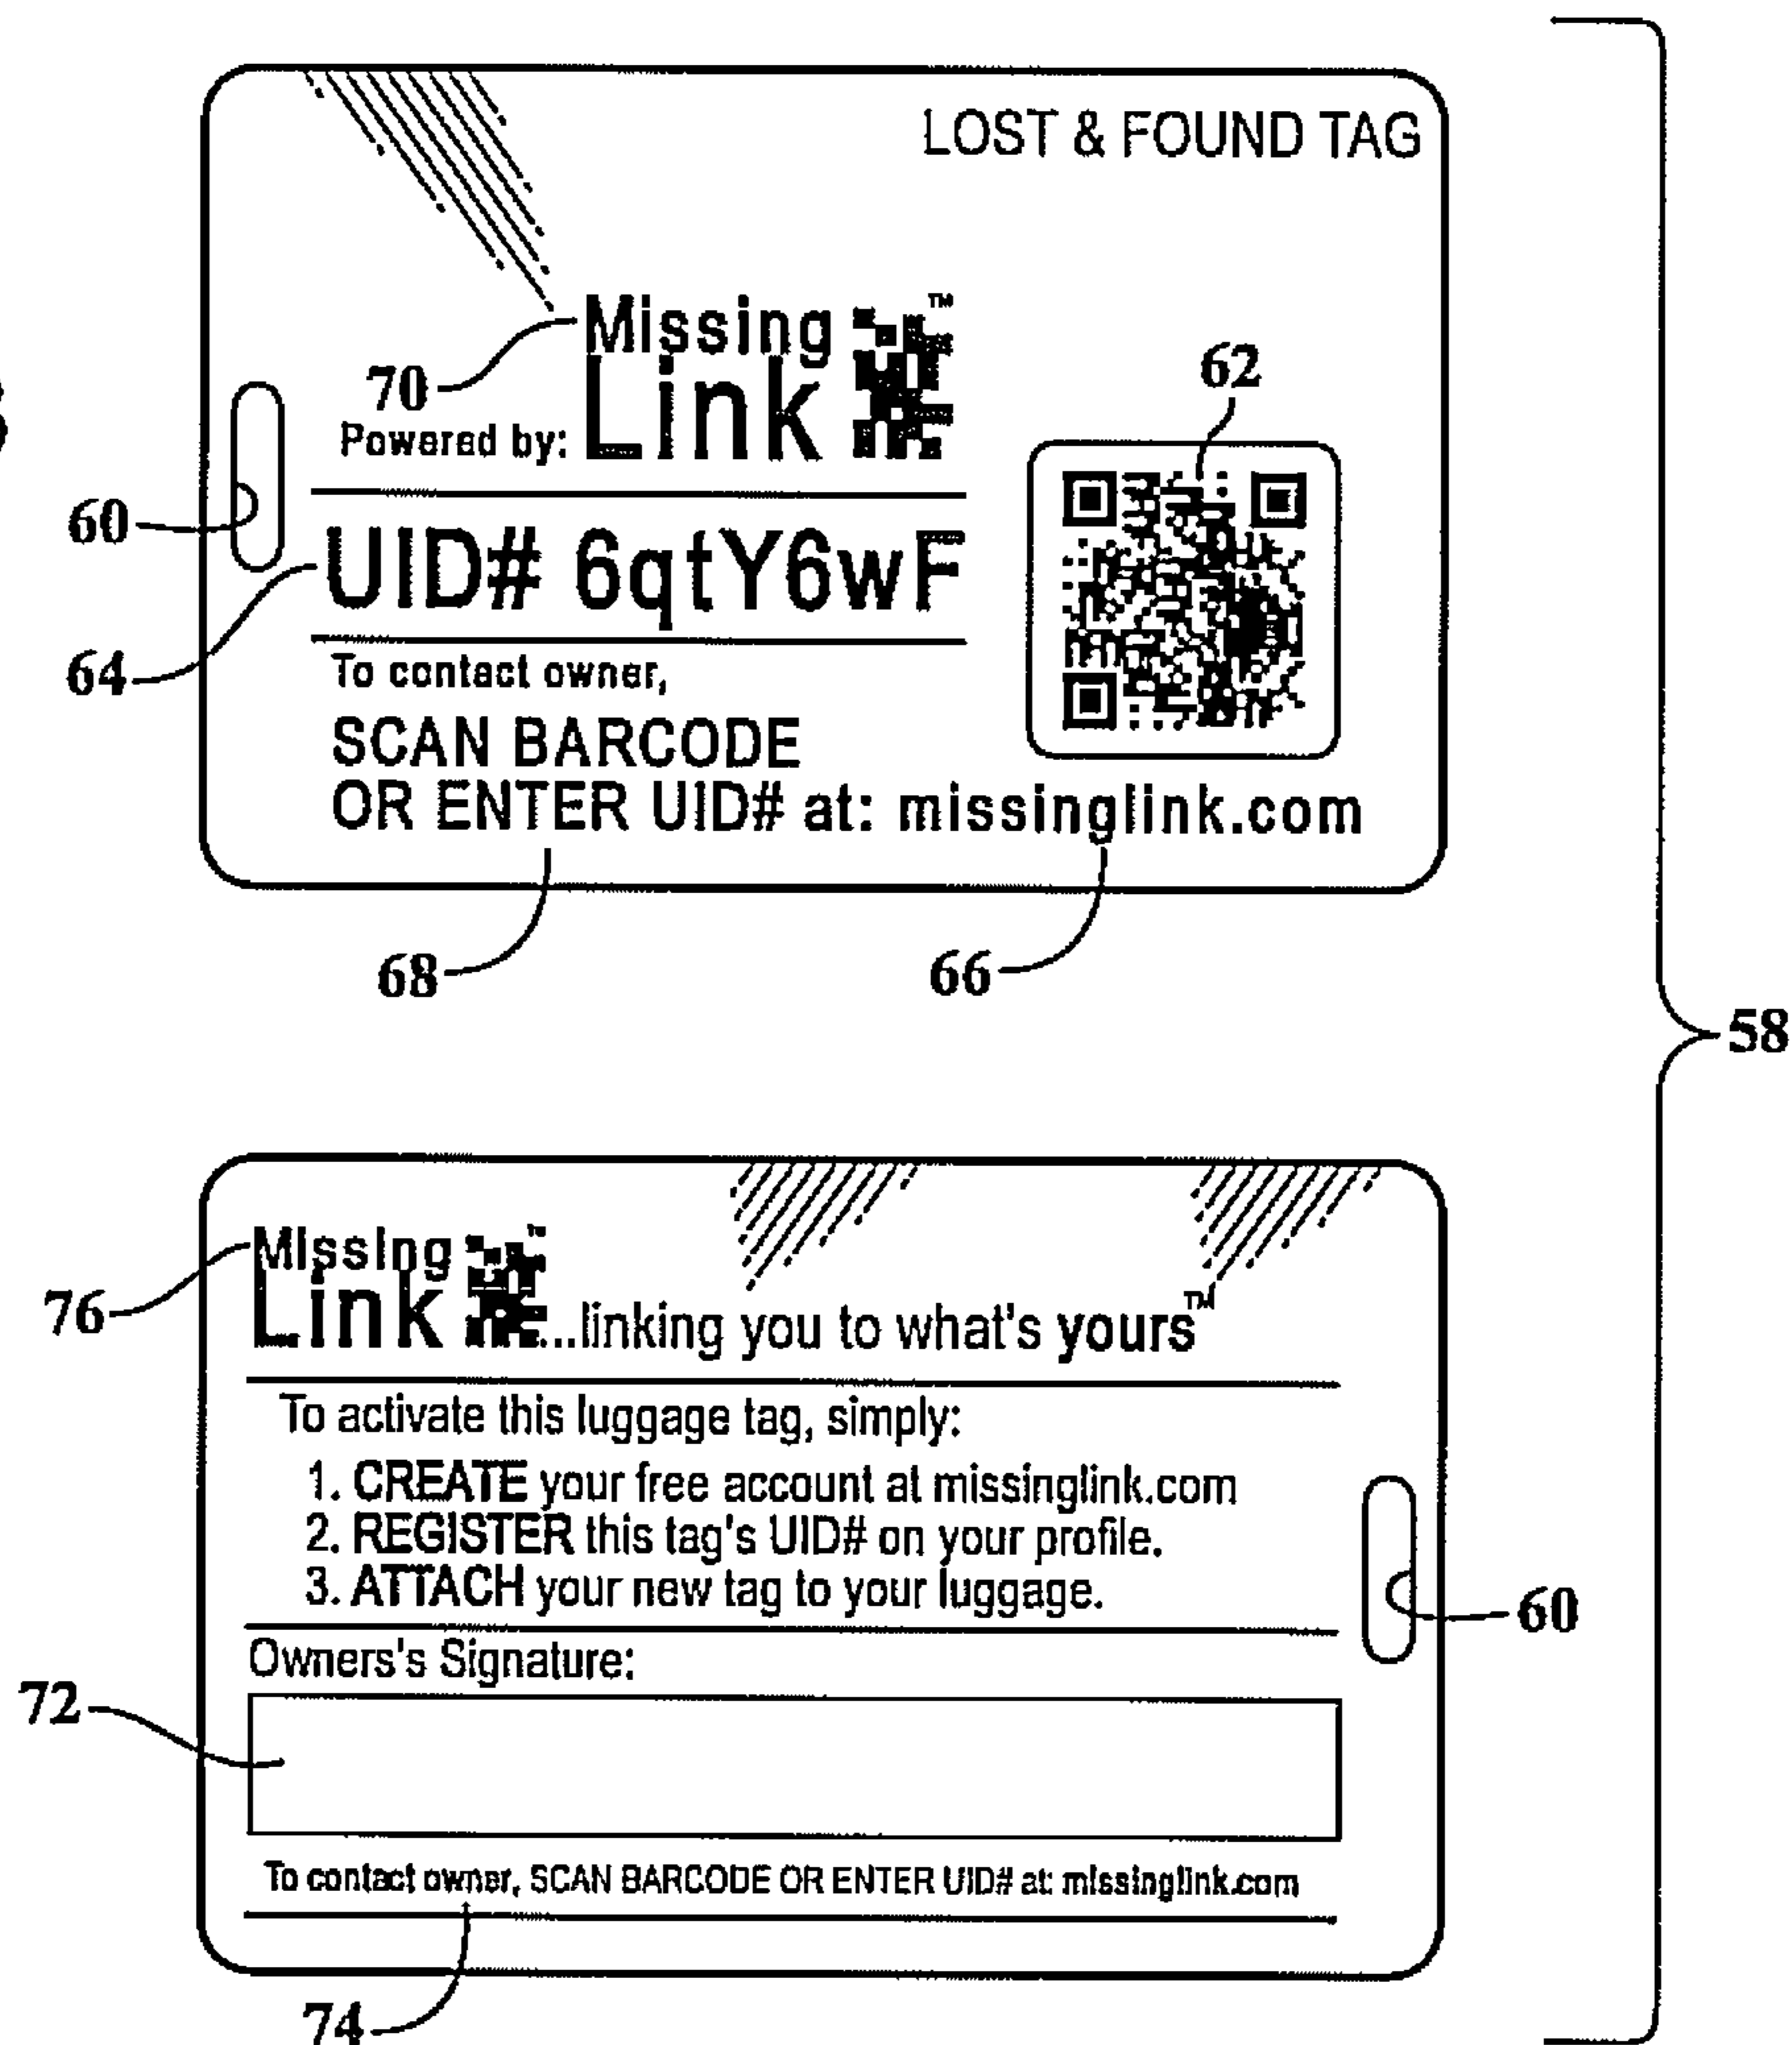 LOST & FOUND TAG
Missing
TM
62
70
Powered by: Link
60
UID# 6qtY6wF
64
To contact owner,
SCAN BARCODE
OR ENTER UID# at: missinglink.com
68
66
58
Missing
TM
76
Link ...linking you to what's yours TM
To activate this luggage tag, simply:
1. CREATE your free account at missinglink.com
2. REGISTER this tag's UID# on your profile.
3. ATTACH your new tag to your luggage.
60
Owners's Signature:
72
To contact owner, SCAN BARCODE OR ENTER UID# at: missinglink.com
74